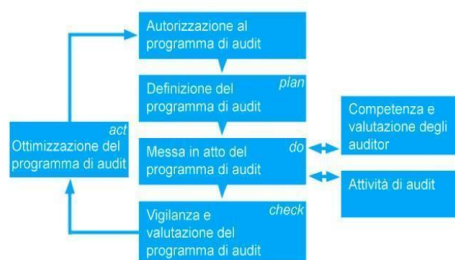 Autorizzazione al
programma di audit
Definizione del
plan
programma di audit
Competenza e
valutazione degli
auditor
act
Ottimizzazione del
programma di audit
Messa in atto del
do
programma di audit
Attività di audit
Vigilanza e
check
valutazione del
programma di audit